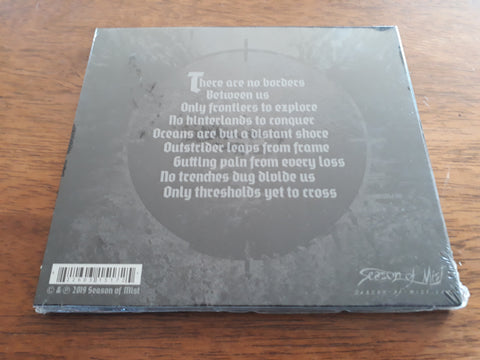 There are no borders
Between us
Only frontiers to explore
No hinterlands to conquer
Oceans are but a distant shore
Outstrider leaps from frame
Gutting pain from every loss
No trenches dug divide us
Only thresholds yet to cross
© & ℗ 2019 Season of Mist
Season of Mist